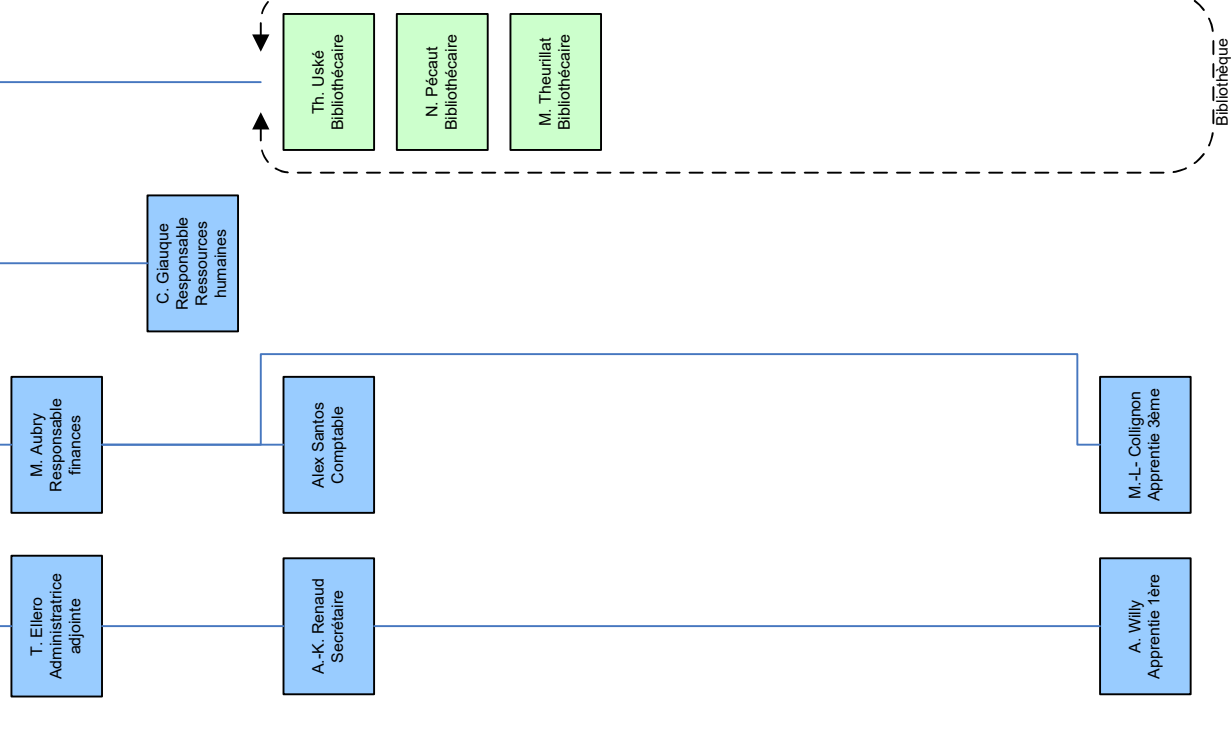 T. Ellero
Administratrice
adjointe
M. Aubry
Responsable
finances
C. Giauque
Responsable
Ressources
humaines
A.-K. Renaud
Secrétaire
Alex Santos
Comptable
Th. Uské
Bibliothécaire
N. Pécaut
Bibliothécaire
M. Theurillat
Bibliothécaire
A. Willy
Apprentie 1ère
M.-L- Collignon
Apprentie 3ème
Bibliothèque